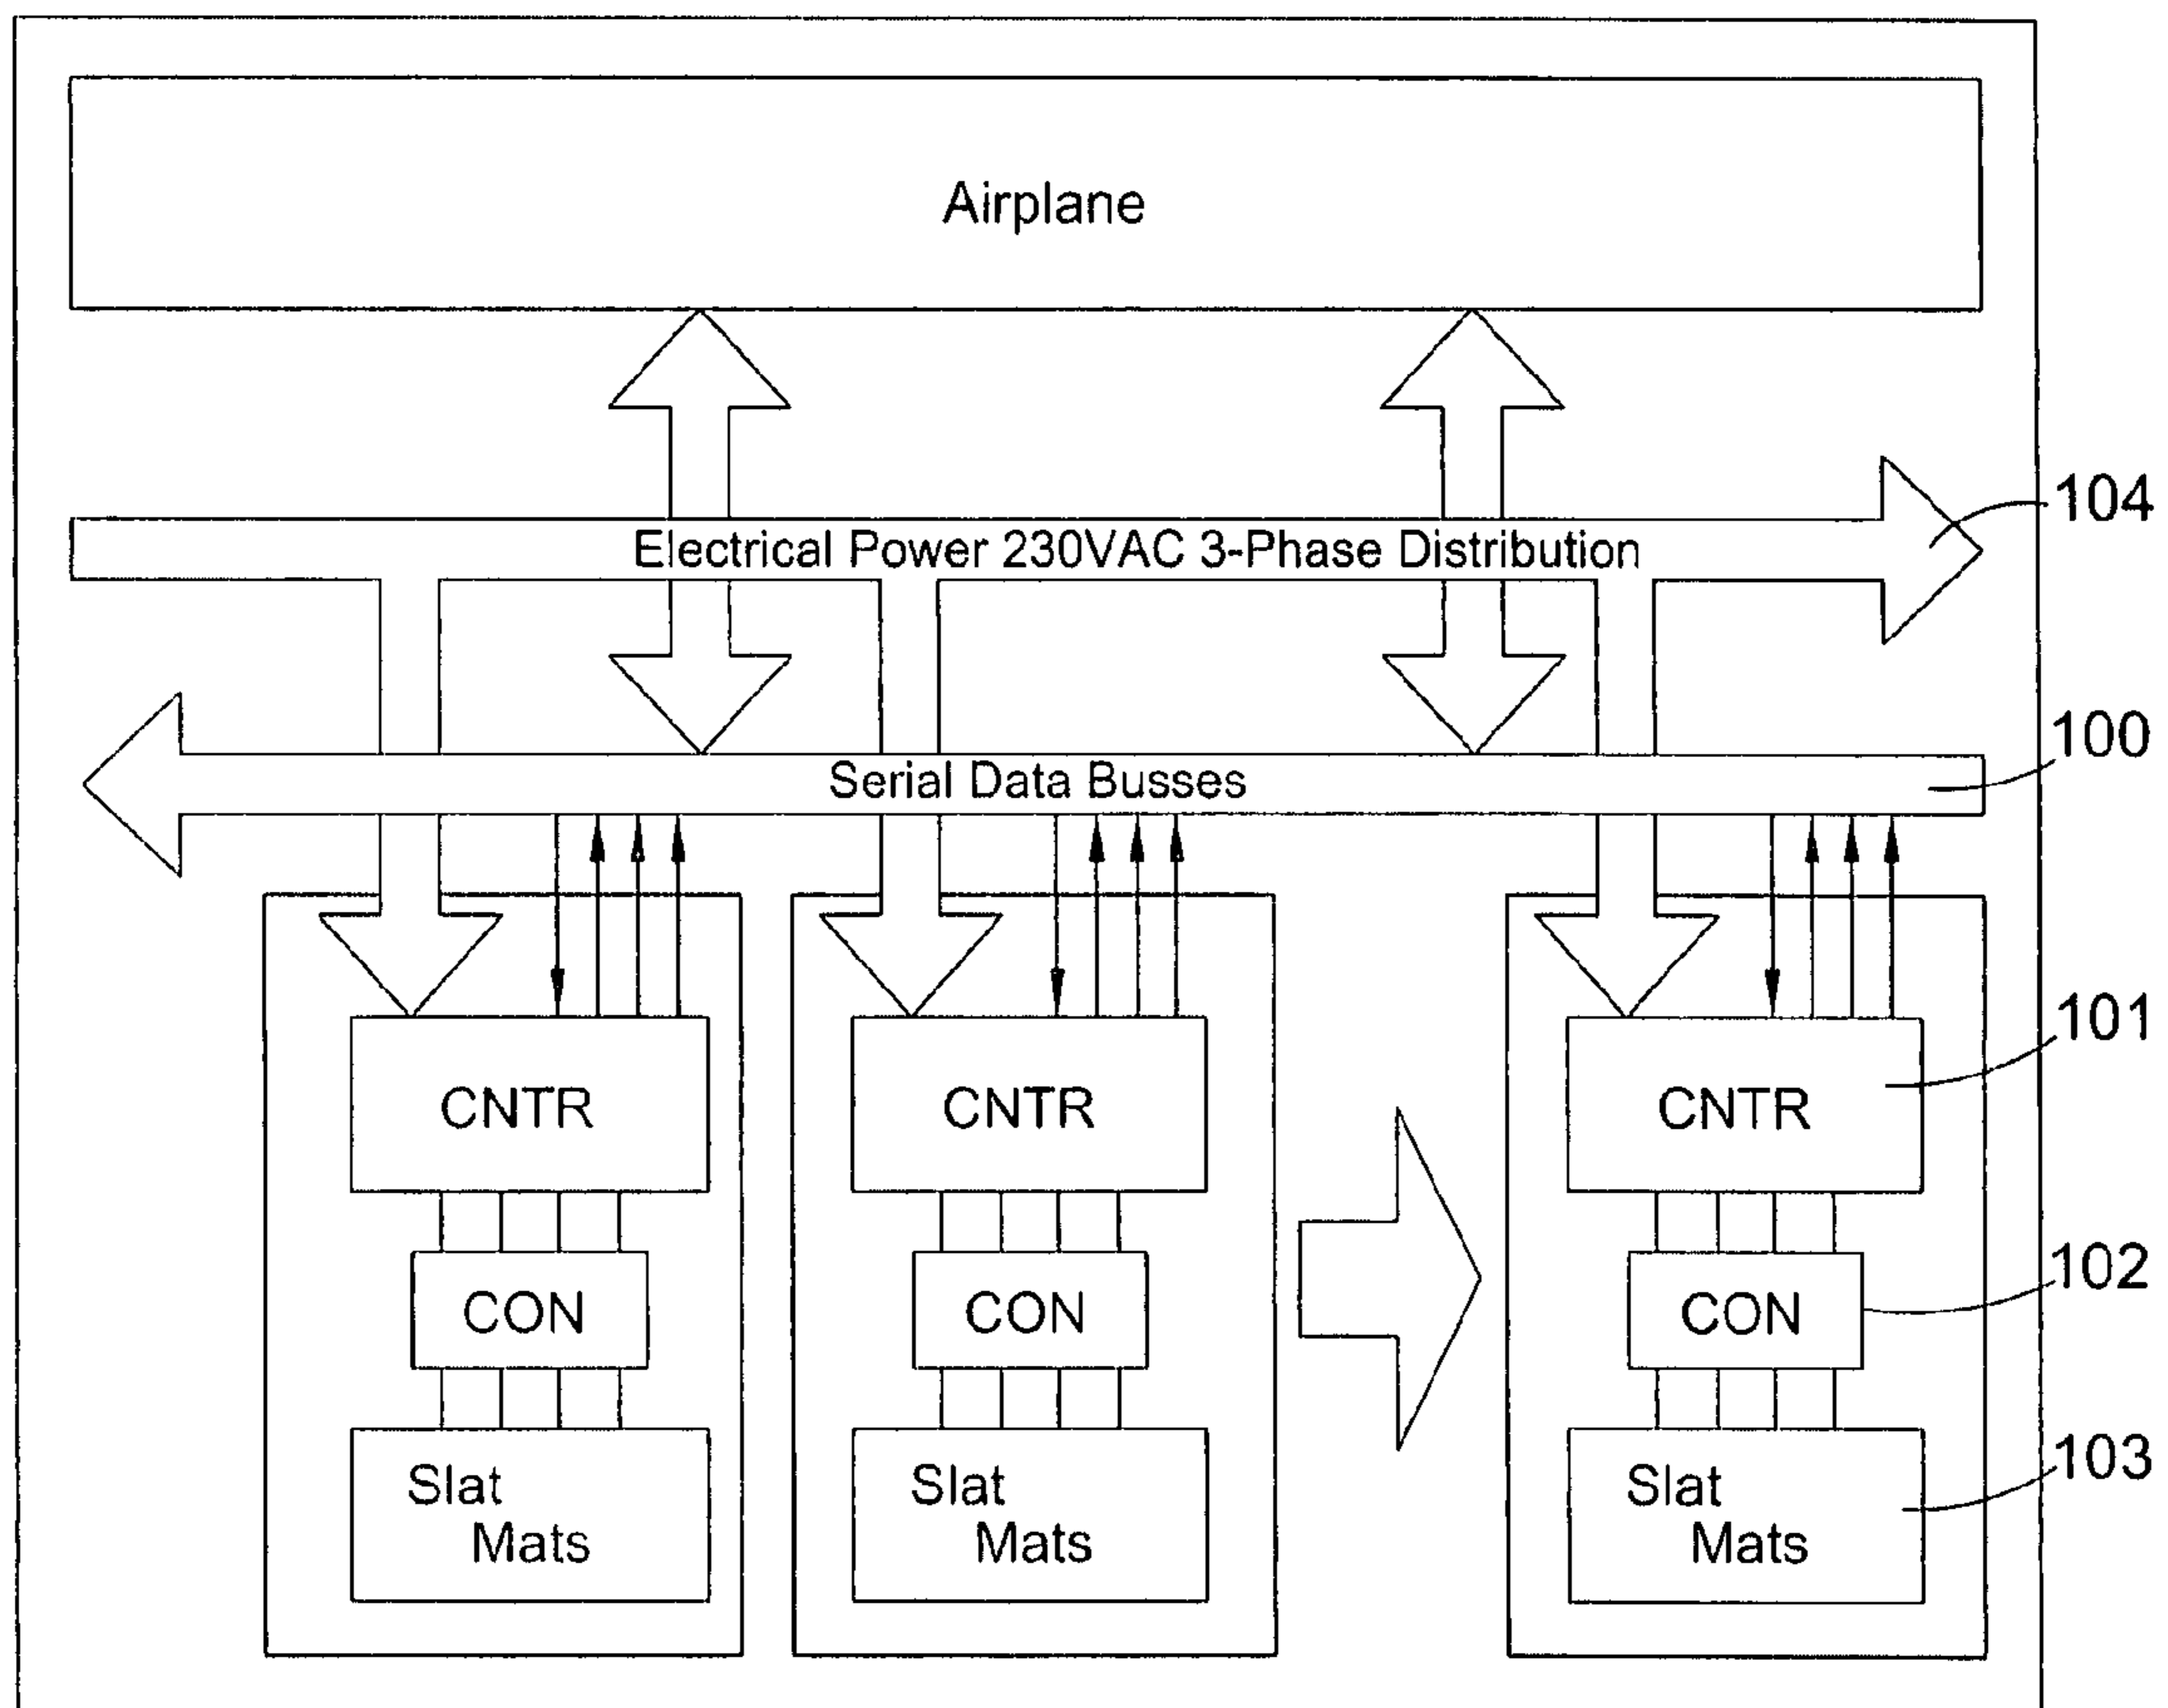 Airplane
104
Electrical Power 230VAC 3-Phase Distribution
100
Serial Data Busses
101
CNTR
CNTR
CNTR
102
CON
CON
CON
103
Slat
Mats
Slat
Mats
Slat
Mats